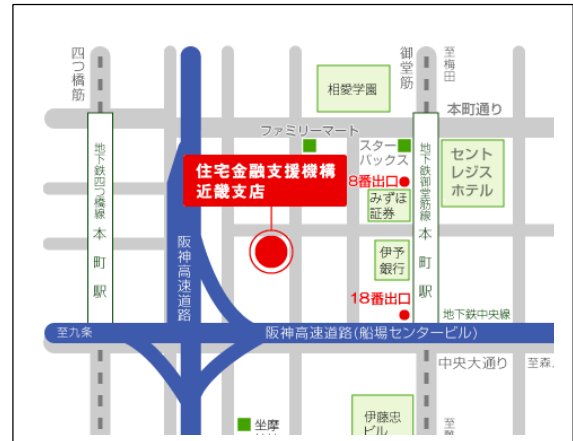 四つ橋筋
御堂筋
至梅田
相愛学園
本町通り
ファミリーマート
スター
バックス
地下鉄四つ橋線
本町駅
地下鉄御堂筋線
本町駅
セント
レジス
ホテル
住宅金融支援機構
近畿支店
8番出口
みずほ
証券
阪神高速道路
伊予
銀行
18番出口
地下鉄中央線
至九条
阪神高速道路(船場センタービル)
中央大通り
至森
坐摩
伊藤忠
ビル
至